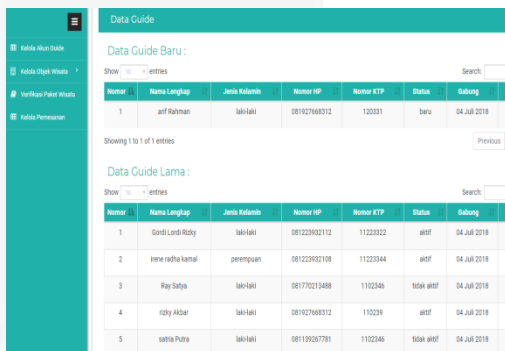 Data Guide
Kelola Akun Guide
Kelola Objek Wisata
Verifikasi Paket Wisata
Kelola Pemesanan
Data Guide Baru :
Show 10 entries Search:
Nomor Nama Lengkap Jenis Kelamin Nomor HP Nomor KTP Status Gabung
1 arif Rahman laki-laki 081927668312 120331 baru 04 Juli 2018
Showing 1 to 1 of 1 entries Previous
Data Guide Lama :
Show 10 entries Search:
Nomor Nama Lengkap Jenis Kelamin Nomor HP Nomor KTP Status Gabung
1 Gordi Lordi Rizky laki-laki 081223932112 11223322 aktif 04 Juli 2018
2 irene radha kamal perempuan 081223932108 11223344 aktif 04 Juli 2018
3 Ray Satya laki-laki 081770213488 1102346 tidak aktif 04 Juli 2018
4 rizky Akbar laki-laki 081927668312 110239 aktif 04 Juli 2018
5 satria Putra laki-laki 081139267781 1102346 tidak aktif 04 Juli 2018